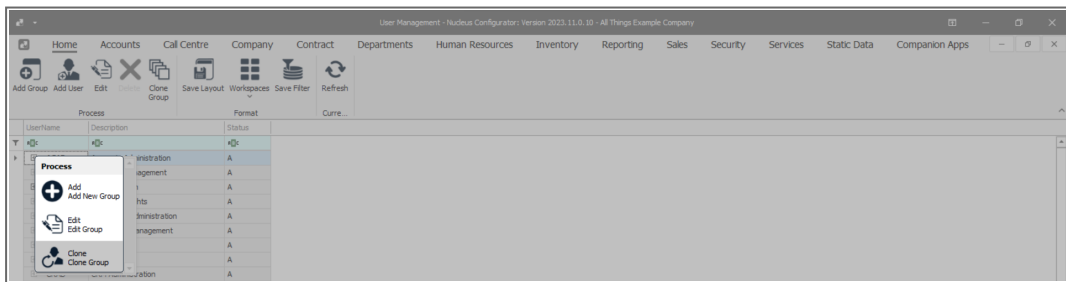 User Management - Nucleus Configurator: Version 2023.11.0.10 - All Things Example Company
Home Accounts Call Centre Company Contract Departments Human Resources Inventory Reporting Sales Security Services Static Data Companion Apps
Add Group Add User Edit Delete Clone Group Save Layout Workspaces Save Filter Refresh
Process Format Curre...
UserName Description Status
A
Process
Add
Add New Group
A
A
Edit
Edit Group
A
A
A
A
Clone
Clone Group
A
A